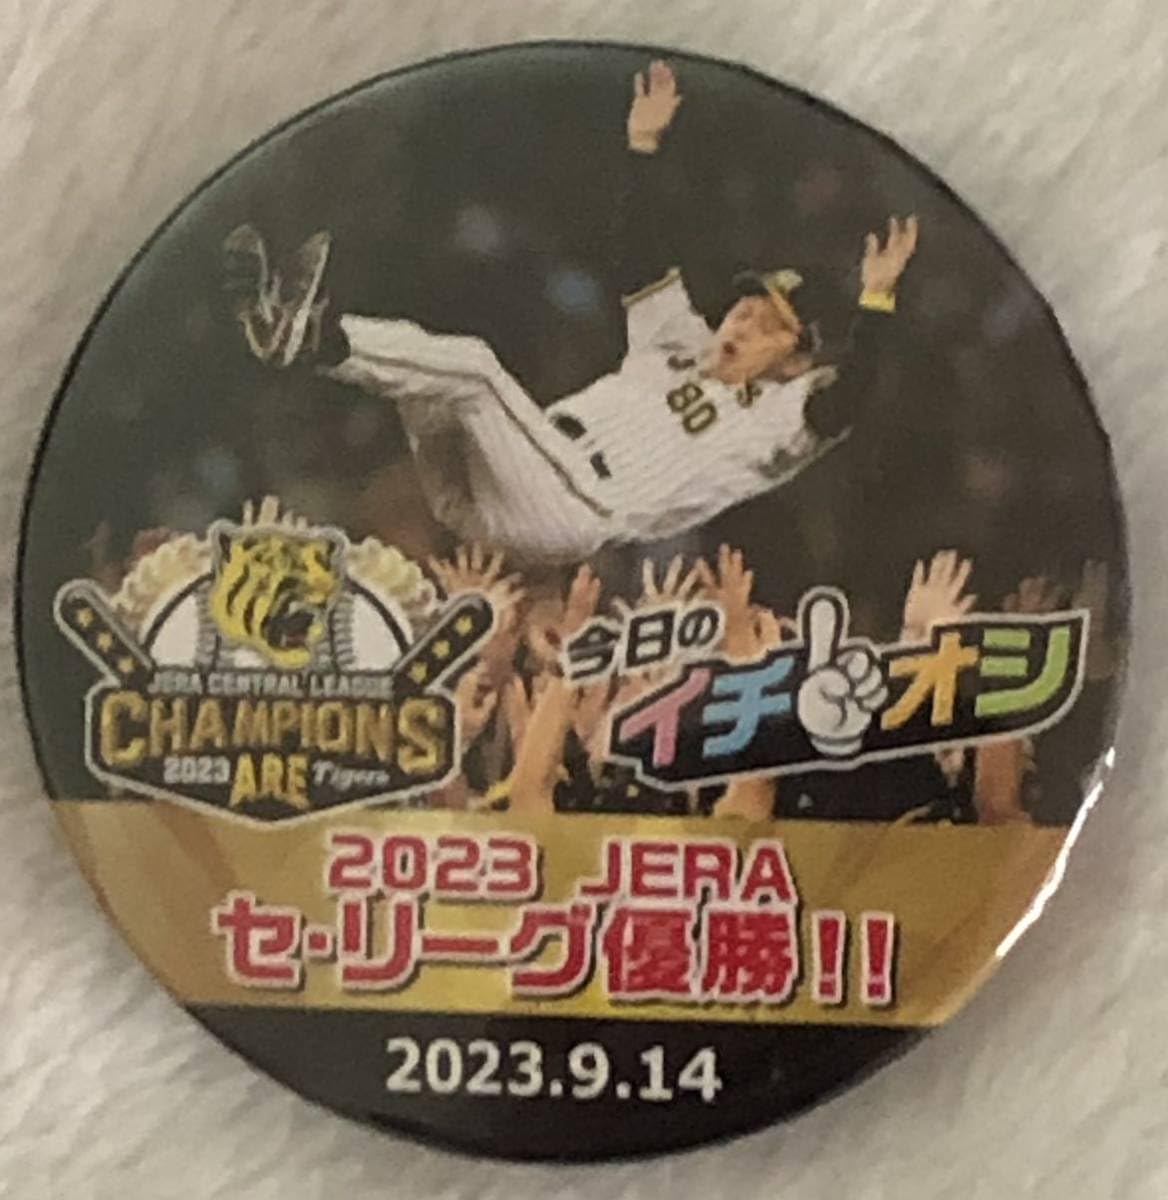 80
JERA CENTRAL LEAGUE
CHAMPIONS
2023 ARE Tigers
今日の
イチオシ
2023 JERA
セ・リーグ優勝!!
2023.9.14